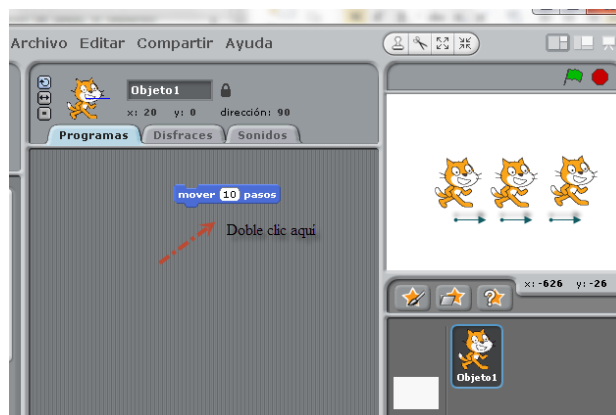 Archivo Editar Compartir Ayuda
Objeto1
x: 20 y: 0 dirección: 90
Programas Disfraces Sonidos
mover 10 pasos
Doble clic aqui
x: -626 y: -26
Objeto1